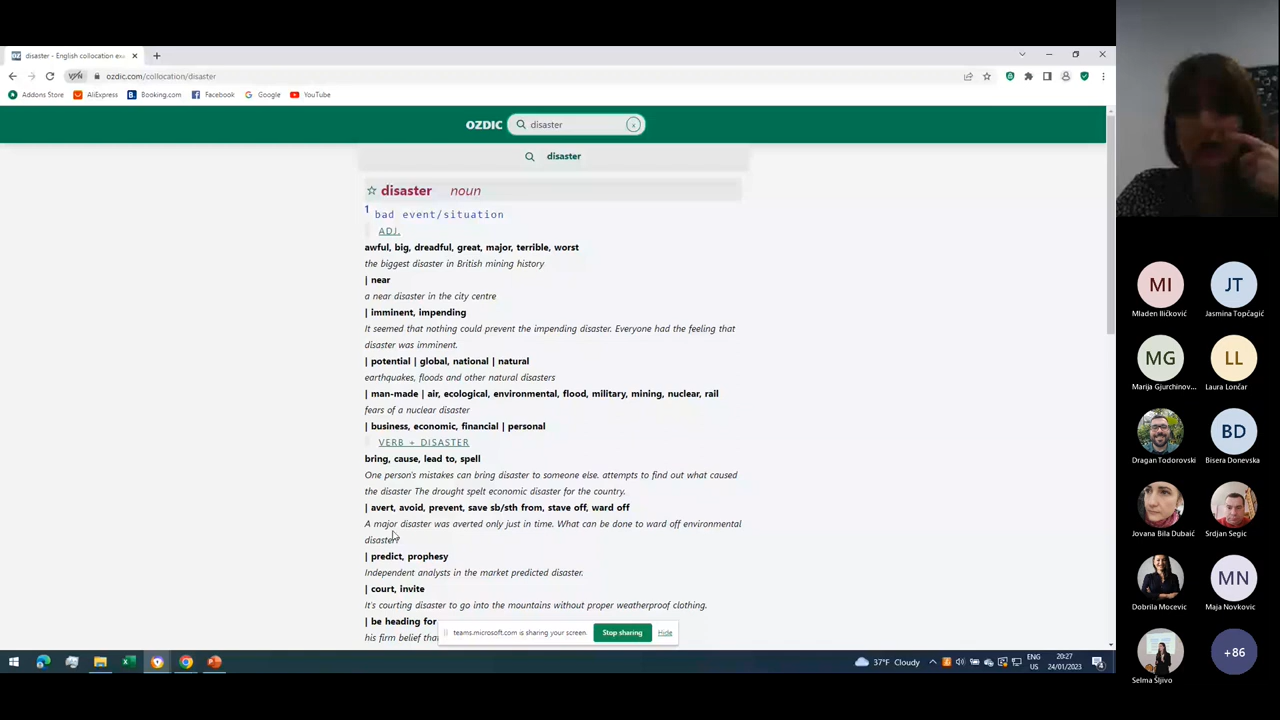 disaster - English collocation exa
ozdic.com/collocation/disaster
Addons Store AliExpress Booking.com Facebook Google YouTube
OZDIC disaster
disaster
disaster noun
1 bad event/situation
ADJ.
awful, big, dreadful, great, major, terrible, worst
the biggest disaster in British mining history
| near
a near disaster in the city centre
| imminent, impending
It seemed that nothing could prevent the impending disaster. Everyone had the feeling that
disaster was imminent.
| potential | global, national | natural
earthquakes, floods and other natural disasters
| man-made | air, ecological, environmental, flood, military, mining, nuclear, rail
fears of a nuclear disaster
| business, economic, financial | personal
VERB + DISASTER
bring, cause, lead to, spell
One person's mistakes can bring disaster to someone else. attempts to find out what caused
the disaster The drought spelt economic disaster for the country.
| avert, avoid, prevent, save sb/sth from, stave off, ward off
A major disaster was averted only just in time. What can be done to ward off environmental
disaster?
| predict, prophesy
Independent analysts in the market predicted disaster.
| court, invite
It's courting disaster to go into the mountains without proper weatherproof clothing.
| be heading for
his firm belief tha
teams.microsoft.com is sharing your screen. Stop sharing Hide
37°F Cloudy
ENG
US
20:27
24/01/2023
MI JT
Mladen Iličković Jasmina Topčagić
MG LL
Marija Gjurchinov... Laura Lončar
BD
Dragan Todorovski Bisera Donevska
Jovana Bila Dubaić Srdjan Segic
MN
Dobrila Mocevic Maja Novkovic
+86
Selma Šljivo